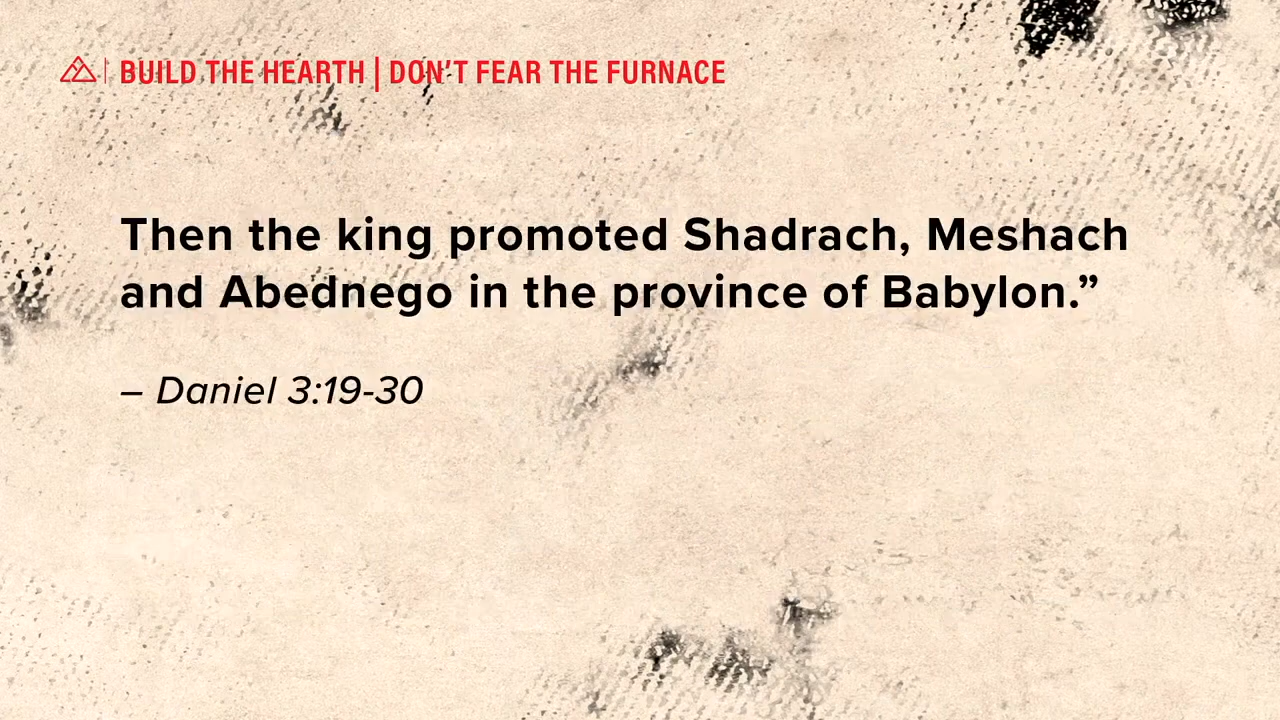 BUILD THE HEARTH | DON'T FEAR THE FURNACE
Then the king promoted Shadrach, Meshach
and Abednego in the province of Babylon.”
– Daniel 3:19-30